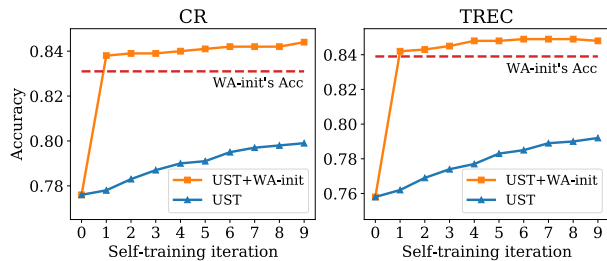 CR
TREC
Accuracy
0.84
0.82
0.80
0.78
WA-init's Acc
UST+WA-init
UST
0 1 2 3 4 5 6 7 8 9
Self-training iteration
0.84
0.82
0.80
0.78
0.76
WA-init's Acc
UST+WA-init
UST
0 1 2 3 4 5 6 7 8 9
Self-training iteration